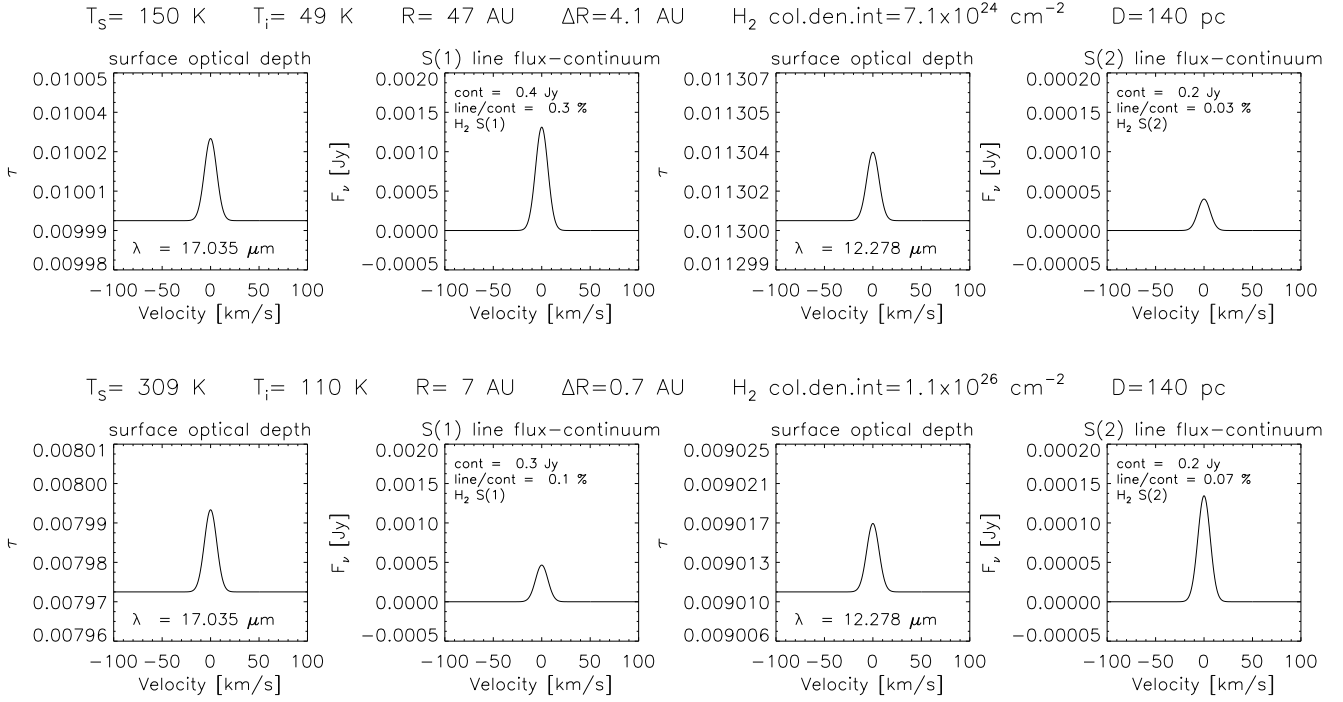 T_S= 150 K T_i= 49 K R= 47 AU ΔR=4.1 AU H_2 col.den.int=7.1x10^24 cm^-2 D=140 pc
surface optical depth
0.01005
0.01004
0.01002
0.01001
0.00999
0.00998
τ
λ = 17.035 μm
-100 -50 0 50 100
Velocity [km/s]
S(1) line flux-continuum
0.0020
0.0015
0.0010
0.0005
0.0000
-0.0005
F_ν [Jy]
cont = 0.4 Jy
line/cont = 0.3 %
H_2 S(1)
-100 -50 0 50 100
Velocity [km/s]
surface optical depth
0.011307
0.011305
0.011304
0.011302
0.011300
0.011299
τ
λ = 12.278 μm
-100 -50 0 50 100
Velocity [km/s]
S(2) line flux-continuum
0.00020
0.00015
0.00010
0.00005
0.00000
-0.00005
F_ν [Jy]
cont = 0.2 Jy
line/cont = 0.03 %
H_2 S(2)
-100 -50 0 50 100
Velocity [km/s]
T_S= 309 K T_i= 110 K R= 7 AU ΔR=0.7 AU H_2 col.den.int=1.1x10^26 cm^-2 D=140 pc
surface optical depth
0.00801
0.00800
0.00799
0.00798
0.00797
0.00796
τ
λ = 17.035 μm
-100 -50 0 50 100
Velocity [km/s]
S(1) line flux-continuum
0.0020
0.0015
0.0010
0.0005
0.0000
-0.0005
F_ν [Jy]
cont = 0.3 Jy
line/cont = 0.1 %
H_2 S(1)
-100 -50 0 50 100
Velocity [km/s]
surface optical depth
0.009025
0.009021
0.009017
0.009013
0.009010
0.009006
τ
λ = 12.278 μm
-100 -50 0 50 100
Velocity [km/s]
S(2) line flux-continuum
0.00020
0.00015
0.00010
0.00005
0.00000
-0.00005
F_ν [Jy]
cont = 0.2 Jy
line/cont = 0.07 %
H_2 S(2)
-100 -50 0 50 100
Velocity [km/s]